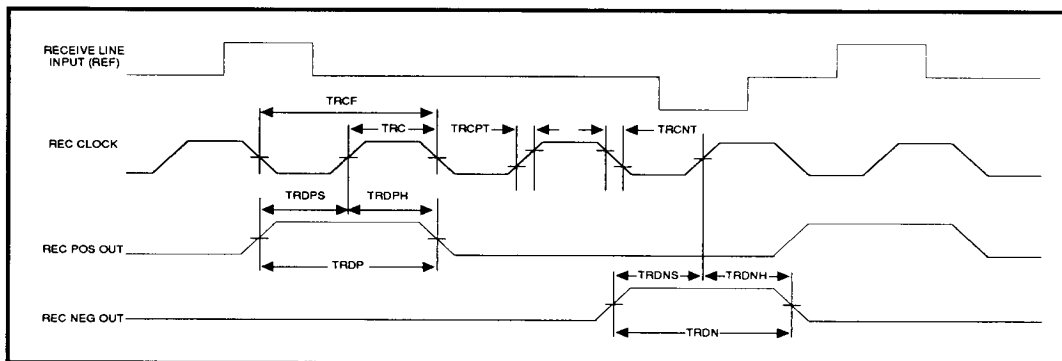 RECEIVE LINE
INPUT (REF)
TRCF
REC CLOCK
TRC
TRCPT
TRCNT
TRDPS
TRDPH
REC POS OUT
TRDP
TRDNS
TRDNH
REC NEG OUT
TRDN